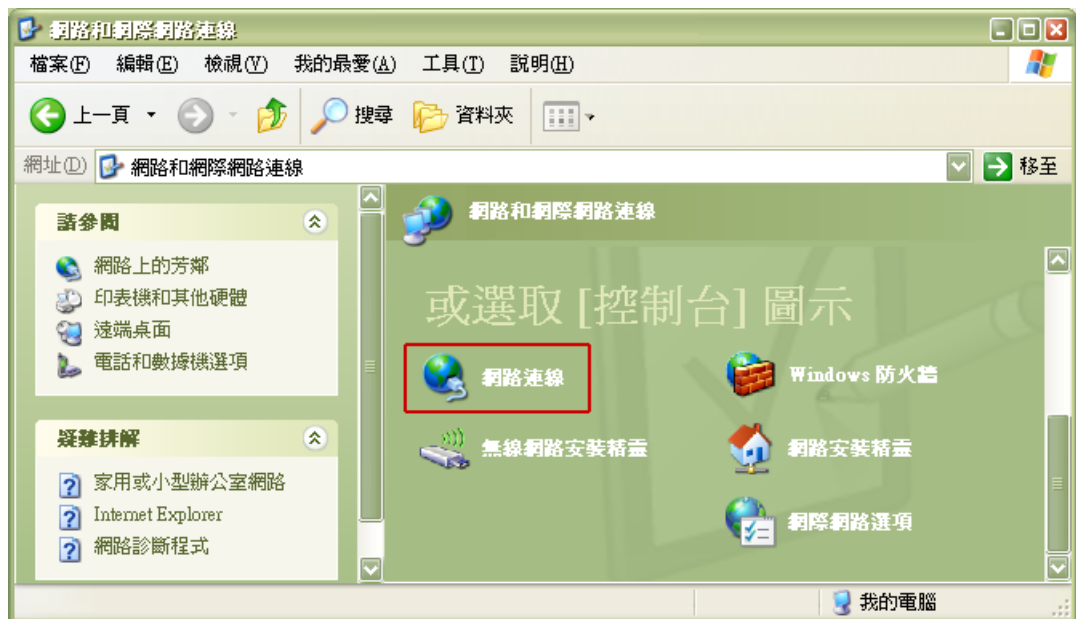 網路和網際網路連線
檔案(F) 編輯(E) 檢視(V) 我的最愛(A) 工具(T) 說明(H)
上一頁 搜尋 資料夾
網址(D) 網路和網際網路連線 移至
請參閱
網路上的芳鄰
印表機和其他硬體
遠端桌面
電話和數據機選項
疑難排解
家用或小型辦公室網路
Internet Explorer
網路診斷程式
網路和網際網路連線
或選取 [控制台] 圖示
網路連線 Windows 防火牆
無線網路安裝精靈 網路安裝精靈
網際網路選項
我的電腦